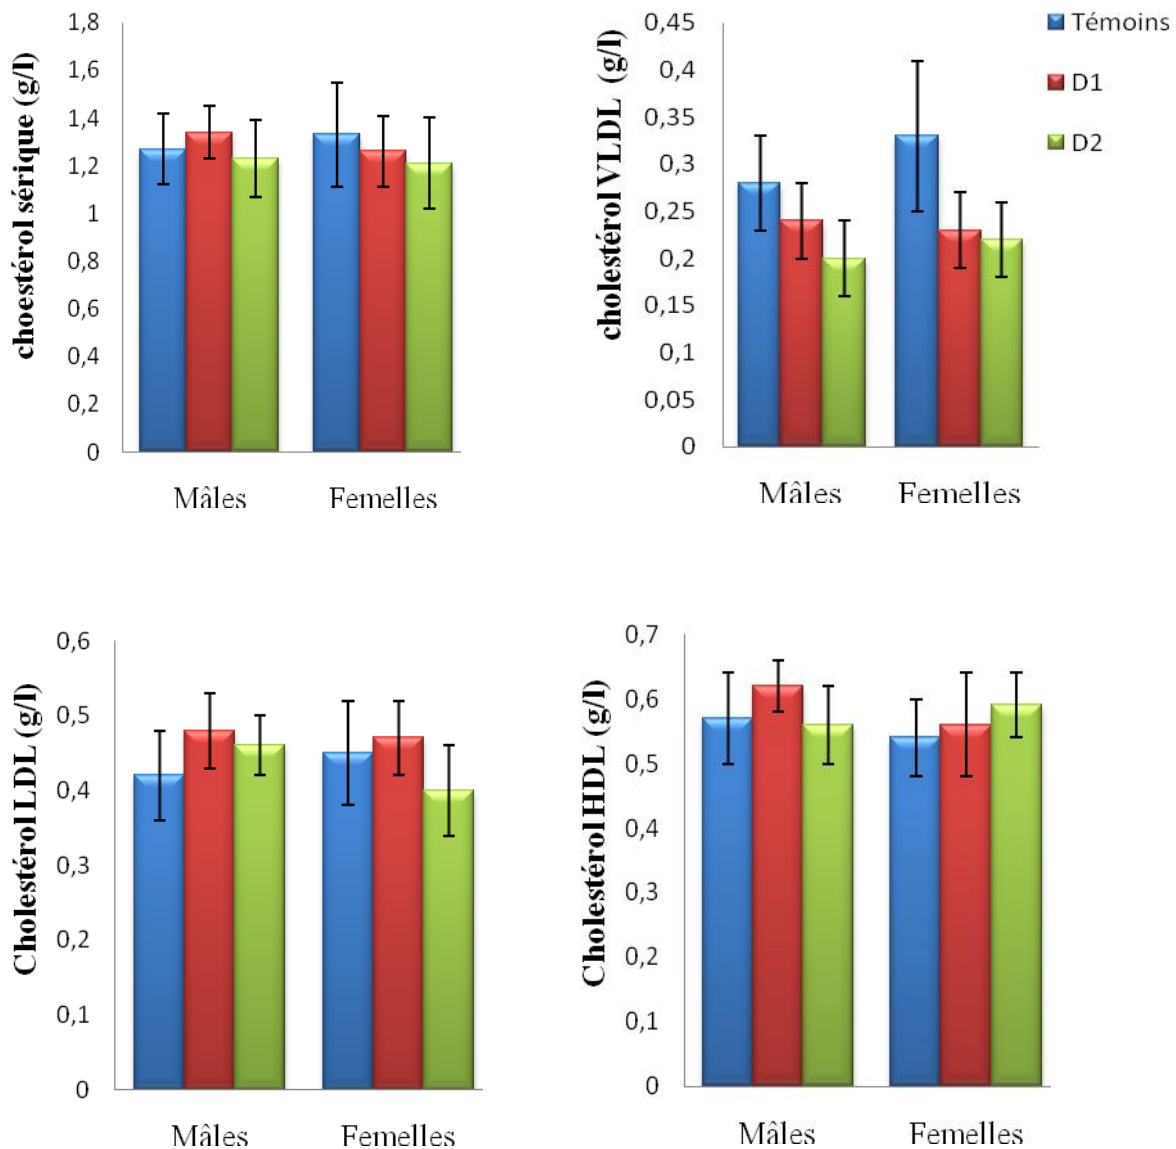 choestérol sérique (g/l)
1,8
1,6
1,4
1,2
1
0,8
0,6
0,4
0,2
0
Mâles
Femelles
cholestérol VLDL (g/l)
0,45
0,4
0,35
0,3
0,25
0,2
0,15
0,1
0,05
0
Mâles
Femelles
Témoins
D1
D2
Cholestérol LDL (g/l)
0,6
0,5
0,4
0,3
0,2
0,1
0
Mâles
Femelles
Cholestérol HDL (g/l)
0,7
0,6
0,5
0,4
0,3
0,2
0,1
0
Mâles
Femelles